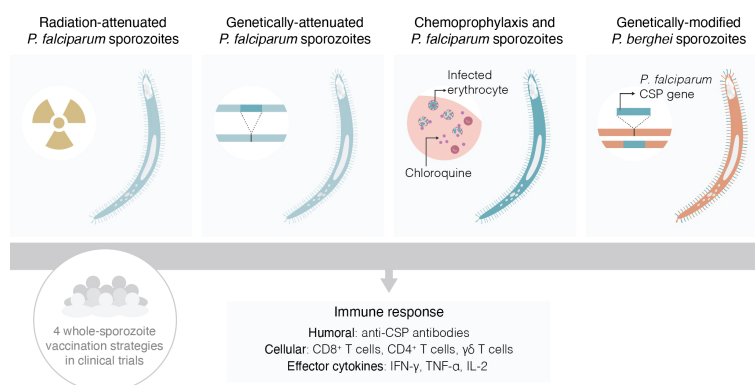 Radiation-attenuated
P. falciparum sporozoites
Genetically-attenuated
P. falciparum sporozoites
Chemoprophylaxis and
P. falciparum sporozoites
Genetically-modified
P. berghei sporozoites
Infected
erythrocyte
Chloroquine
P. falciparum
CSP gene
4 whole-sporozoite
vaccination strategies
in clinical trials
Immune response
Humoral: anti-CSP antibodies
Cellular: CD8⁺ T cells, CD4⁺ T cells, γδ T cells
Effector cytokines: IFN-γ, TNF-α, IL-2